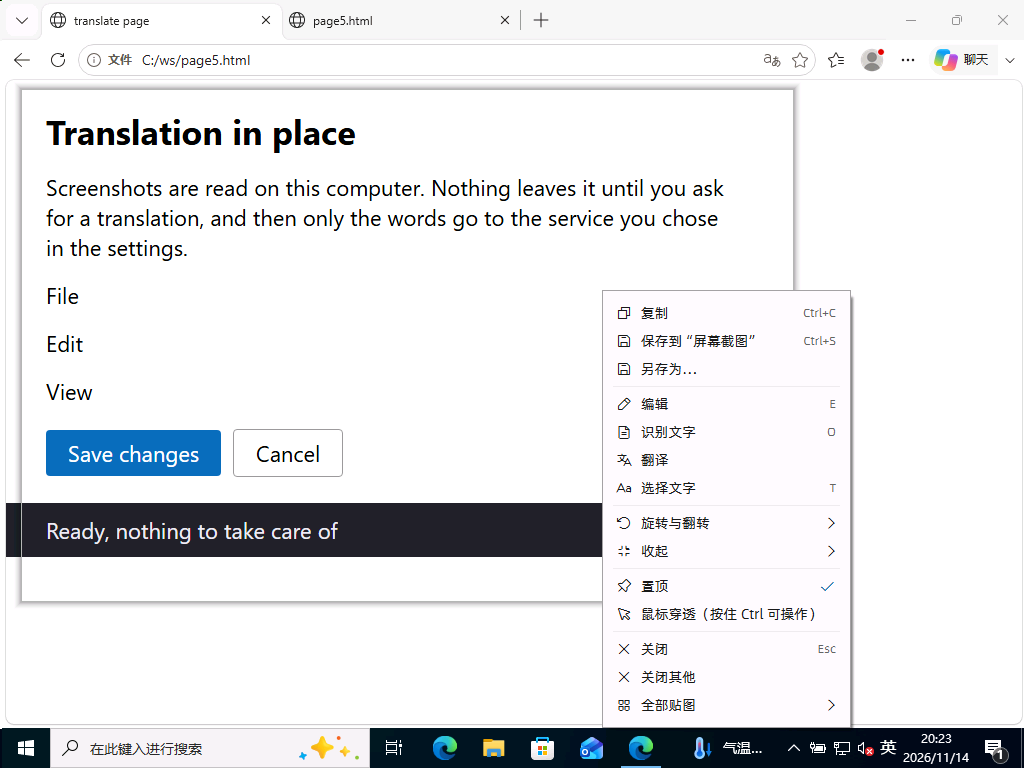 translate page
page5.html
文件 C:/ws/page5.html
聊天
Translation in place
Screenshots are read on this computer. Nothing leaves it until you ask
for a translation, and then only the words go to the service you chose
in the settings.
File
Edit
View
Save changes
Cancel
Ready, nothing to take care of
复制 Ctrl+C
保存到“屏幕截图” Ctrl+S
另存为…
编辑 E
识别文字 O
翻译
选择文字 T
旋转与翻转
收起
置顶
鼠标穿透（按住 Ctrl 可操作）
关闭 Esc
关闭其他
全部贴图
在此键入进行搜索
气温...
英
20:23
2026/11/14
1